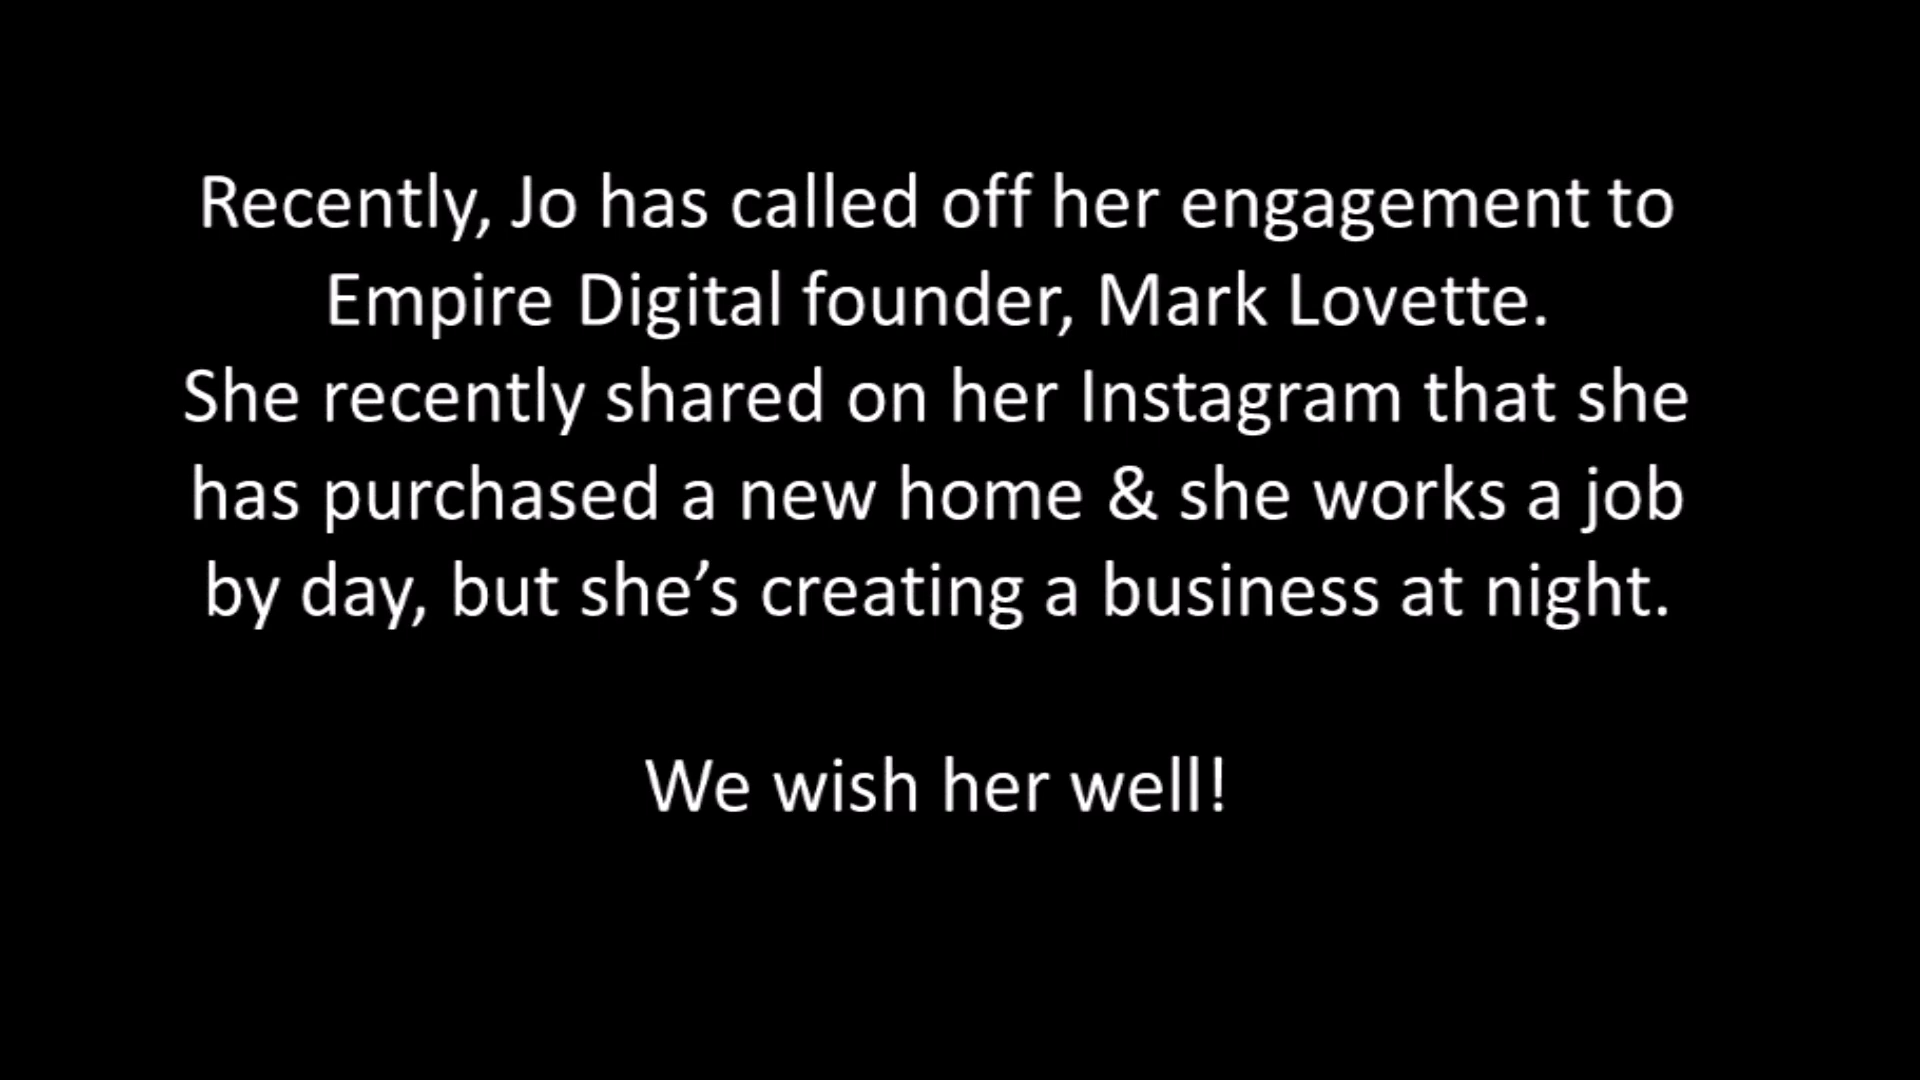 Recently, Jo has called off her engagement to
Empire Digital founder, Mark Lovette.
She recently shared on her Instagram that she
has purchased a new home & she works a job
by day, but she’s creating a business at night.
We wish her well!